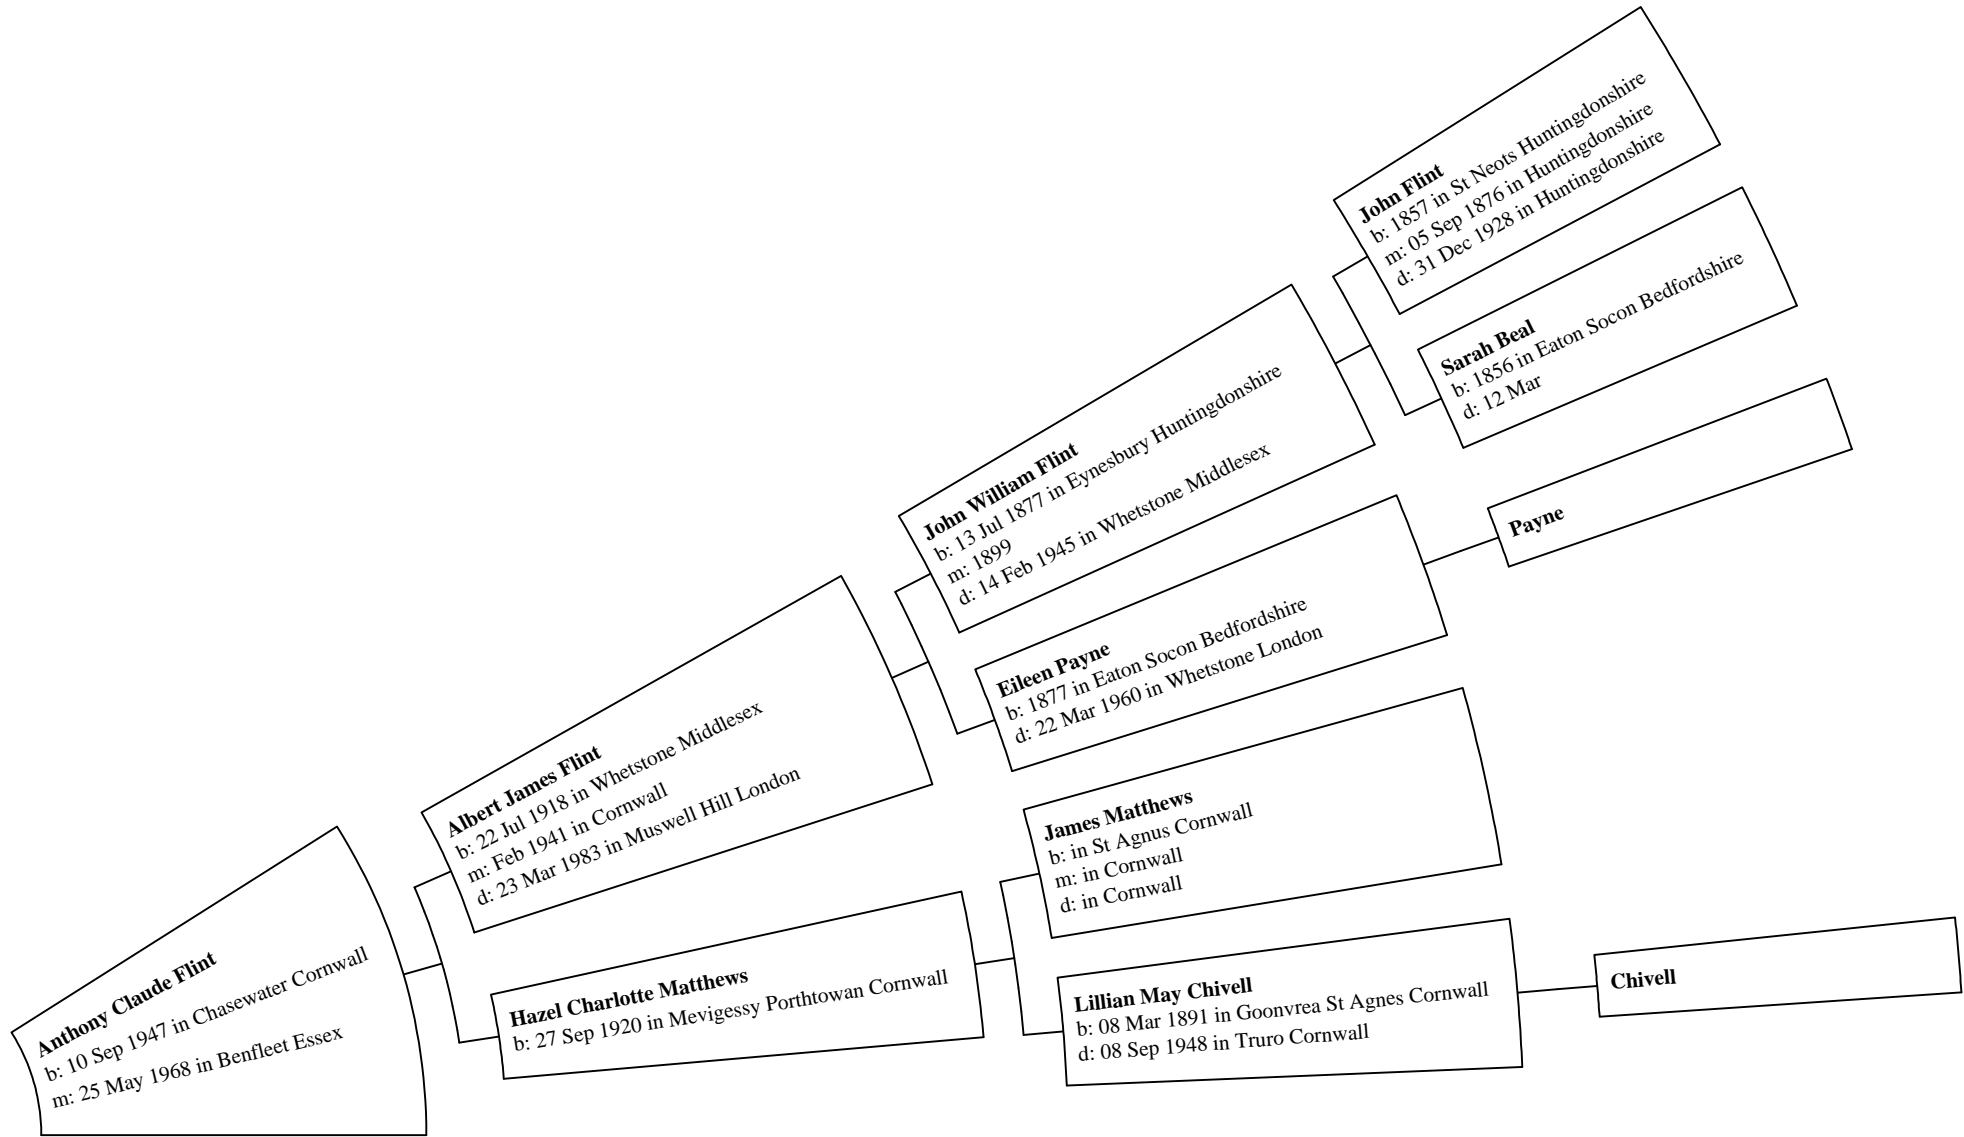 John Flint
b: 1857 in St Neots Huntingdonshire
m: 05 Sep 1876 in Huntingdonshire
d: 31 Dec 1928 in Huntingdonshire
Sarah Beal
b: 1856 in Eaton Socon Bedfordshire
d: 12 Mar
John William Flint
b: 13 Jul 1877 in Eynesbury Huntingdonshire
m: 1899
d: 14 Feb 1945 in Whetstone Middlesex
Payne
Eileen Payne
b: 1877 in Eaton Socon Bedfordshire
d: 22 Mar 1960 in Whetstone London
Albert James Flint
b: 22 Jul 1918 in Whetstone Middlesex
m: Feb 1941 in Cornwall
d: 23 Mar 1983 in Muswell Hill London
James Matthews
b: in St Agnus Cornwall
m: in Cornwall
d: in Cornwall
Anthony Claude Flint
b: 10 Sep 1947 in Chasewater Cornwall
m: 25 May 1968 in Benfleet Essex
Hazel Charlotte Matthews
b: 27 Sep 1920 in Mevigessy Porthtowan Cornwall
Lillian May Chivell
b: 08 Mar 1891 in Goonvrea St Agnes Cornwall
d: 08 Sep 1948 in Truro Cornwall
Chivell